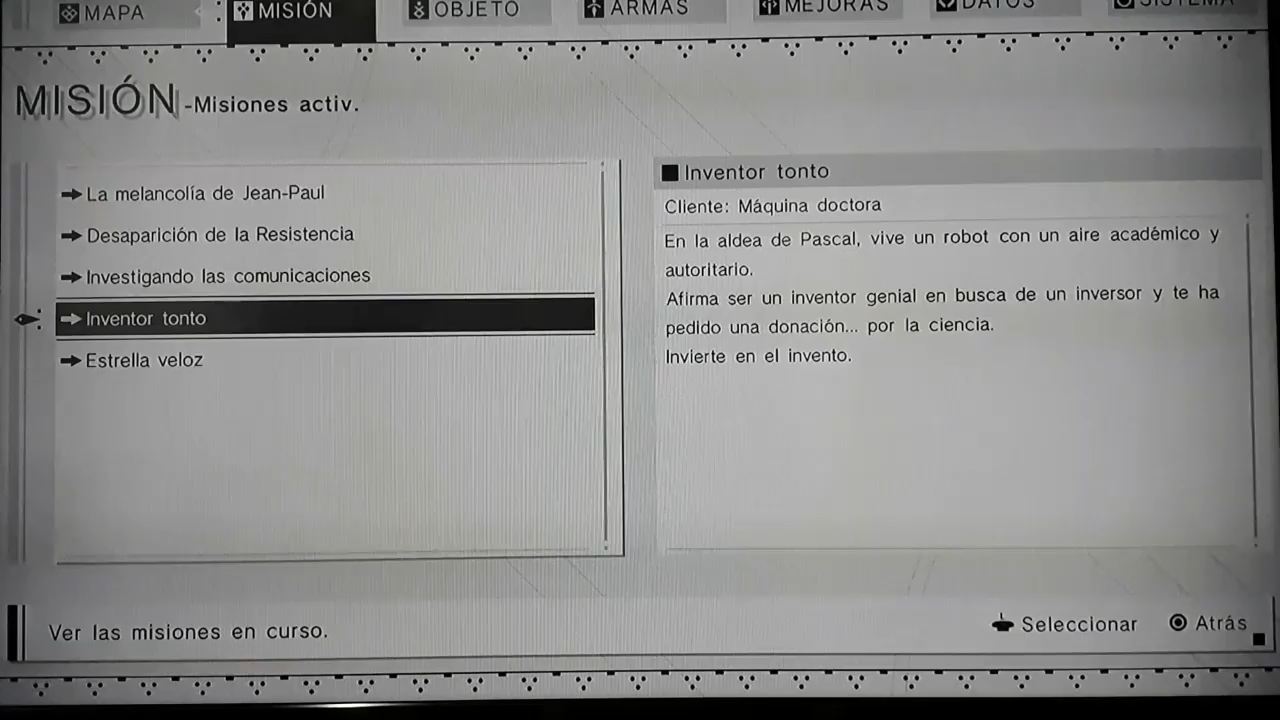 MAPA
MISIÓN
OBJETO
ARMAS
MEJORAS
DATOS
SISTEMA
MISIÓN -Misiones activ.
La melancolía de Jean-Paul
Desaparición de la Resistencia
Investigando las comunicaciones
Inventor tonto
Estrella veloz
Inventor tonto
Cliente: Máquina doctora
En la aldea de Pascal, vive un robot con un aire académico y
autoritario.
Afirma ser un inventor genial en busca de un inversor y te ha
pedido una donación... por la ciencia.
Invierte en el invento.
Ver las misiones en curso.
Seleccionar
Atrás